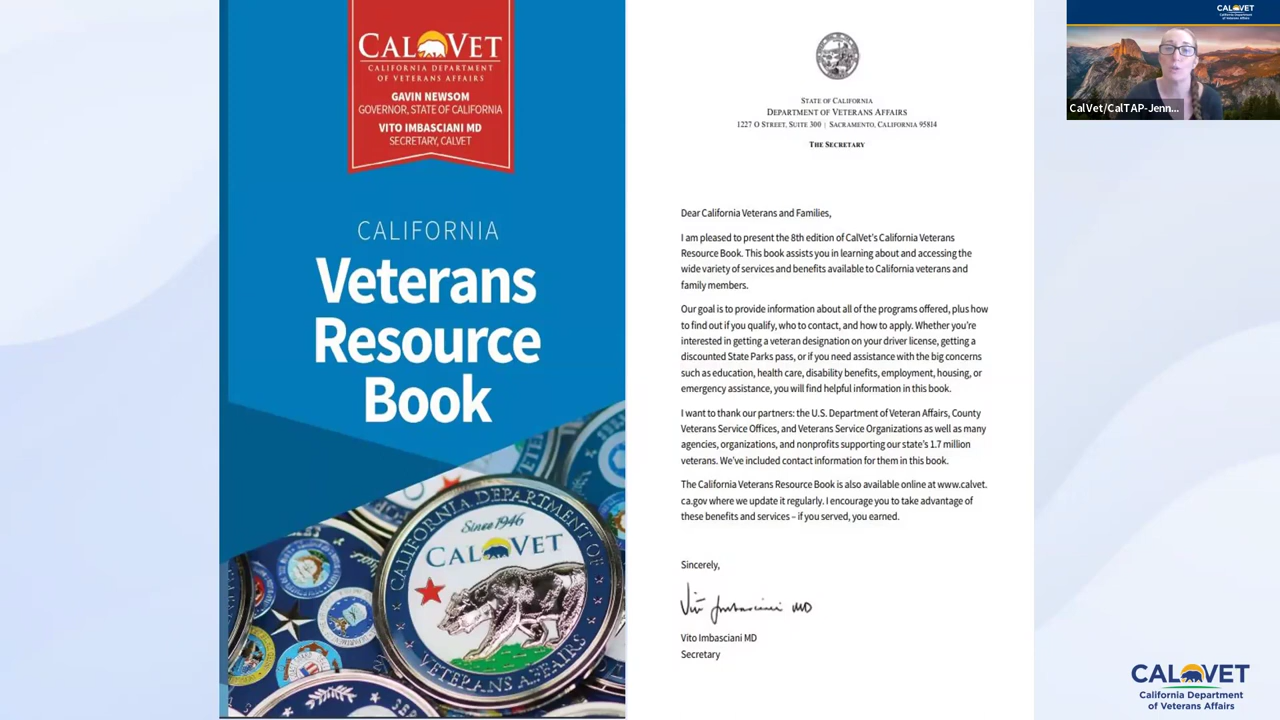 CALVET
CALIFORNIA DEPARTMENT
OF VETERANS AFFAIRS
GAVIN NEWSOM
GOVERNOR, STATE OF CALIFORNIA
VITO IMBASCIANI MD
SECRETARY, CALVET
CALIFORNIA
Veterans
Resource
Book
CALIFORNIA DEPARTMENT OF
Since 1946
CALVET
VETERANS AFFAIRS
STATE OF CALIFORNIA
DEPARTMENT OF VETERANS AFFAIRS
1227 O STREET, SUITE 300 | SACRAMENTO, CALIFORNIA 95814
THE SECRETARY
Dear California Veterans and Families,
I am pleased to present the 8th edition of CalVet's California Veterans
Resource Book. This book assists you in learning about and accessing the
wide variety of services and benefits available to California veterans and
family members.
Our goal is to provide information about all of the programs offered, plus how
to find out if you qualify, who to contact, and how to apply. Whether you're
interested in getting a veteran designation on your driver license, getting a
discounted State Parks pass, or if you need assistance with the big concerns
such as education, health care, disability benefits, employment, housing, or
emergency assistance, you will find helpful information in this book.
I want to thank our partners: the U.S. Department of Veteran Affairs, County
Veterans Service Offices, and Veterans Service Organizations as well as many
agencies, organizations, and nonprofits supporting our state's 1.7 million
veterans. We've included contact information for them in this book.
The California Veterans Resource Book is also available online at www.calvet.
ca.gov where we update it regularly. I encourage you to take advantage of
these benefits and services – if you served, you earned.
Sincerely,
Vito Imbasciani MD
Vito Imbasciani MD
Secretary
CALVET
California Department
of Veterans Affairs
CalVet/CalTAP-Jenn...
CALVET
California Department
of Veterans Affairs